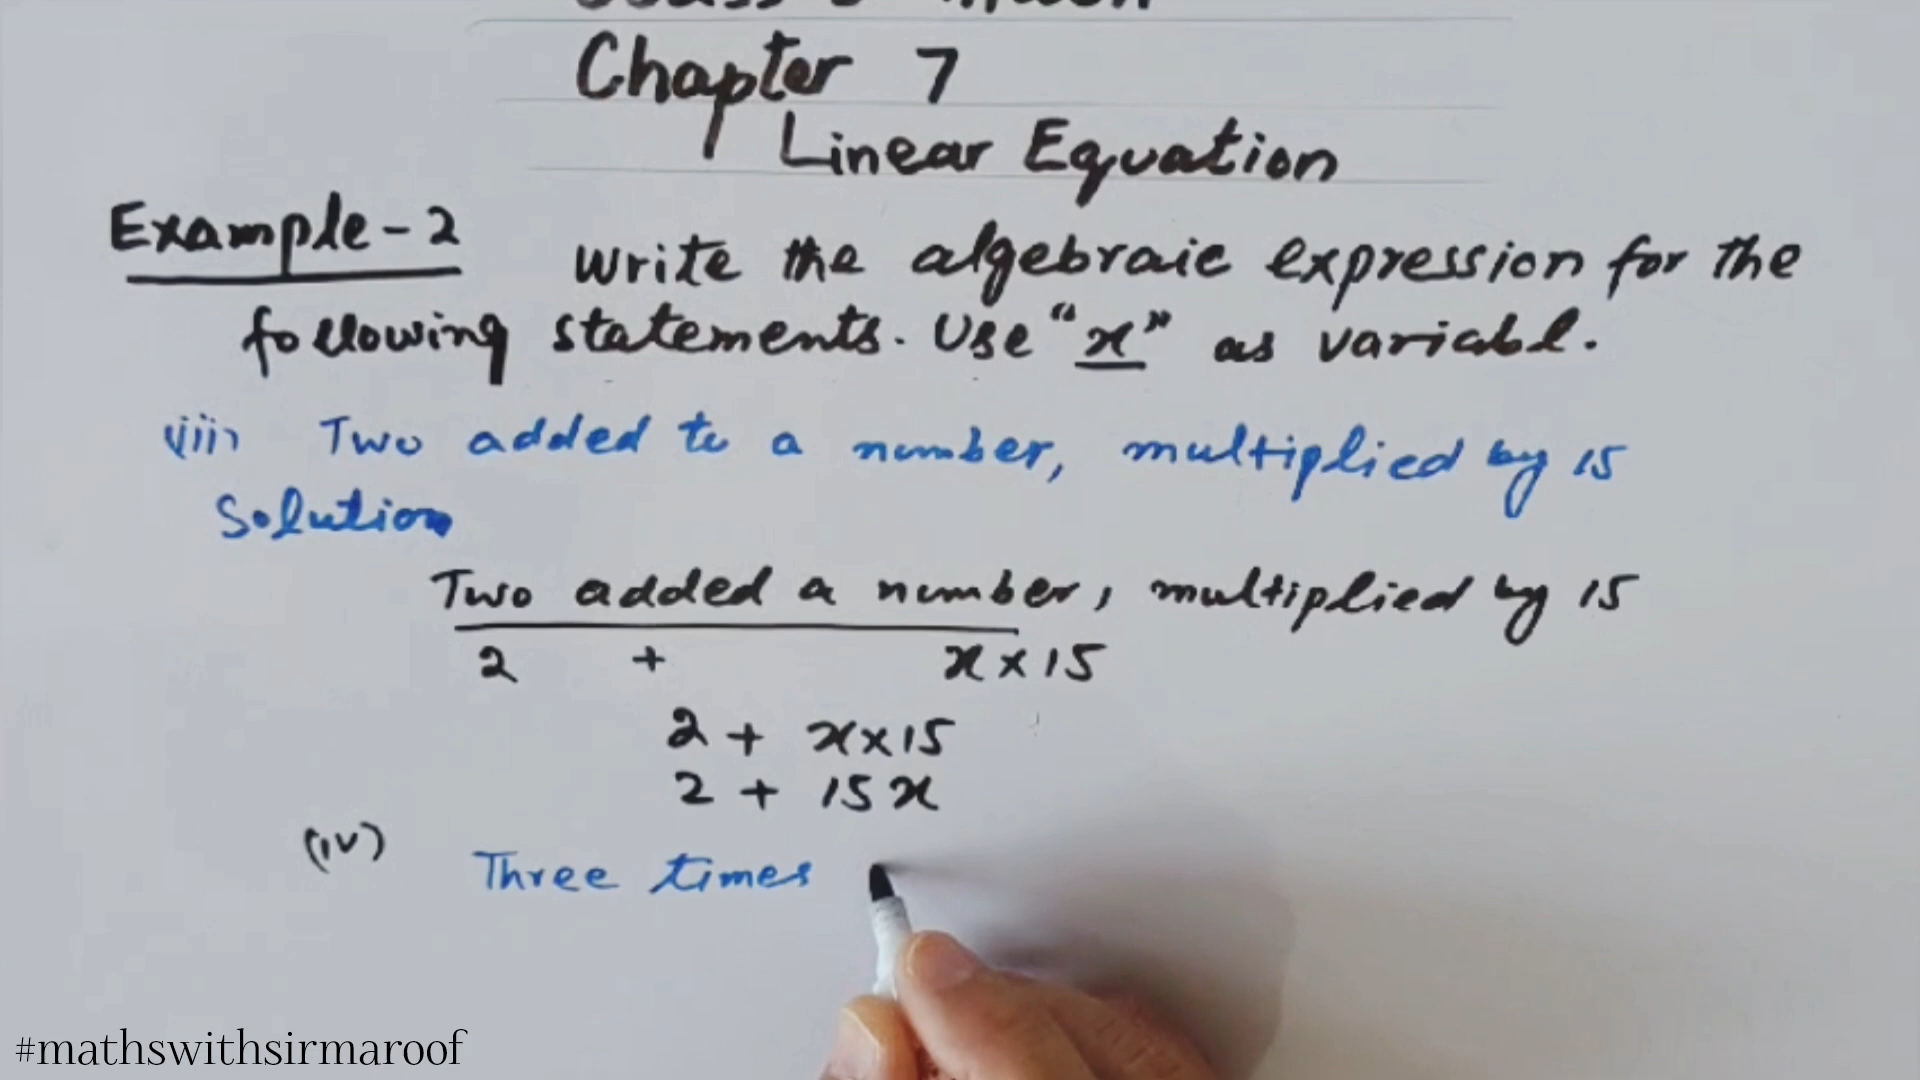 Chapter 7
Linear Equation
Example-2 Write the algebraic expression for the
following statements. Use "x" as variabl.
(iii) Two added to a number, multiplied by 15
Solution
Two added a number, multiplied by 15
2 + x×15
2 + x×15
2 + 15x
(iv) Three times
#mathswithsirmaroof